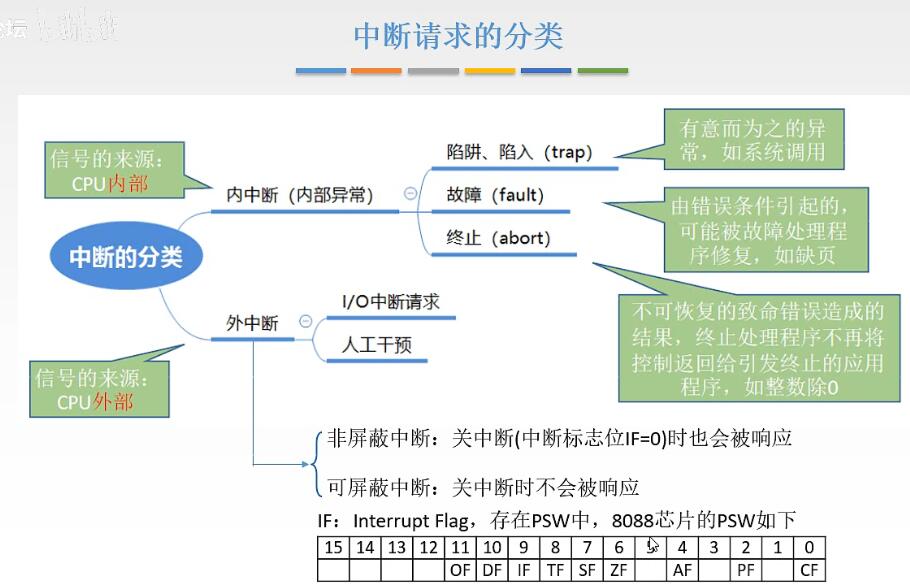 论坛
中断请求的分类
信号的来源：
CPU内部
中断的分类
内中断（内部异常）
陷阱、陷入（trap）
有意而为之的异
常，如系统调用
故障（fault）
由错误条件引起的，
可能被故障处理程
序修复，如缺页
终止（abort）
不可恢复的致命错误造成的
结果，终止处理程序不再将
控制返回给引发终止的应用
程序，如整数除0
外中断
I/O中断请求
人工干预
信号的来源：
CPU外部
非屏蔽中断：关中断(中断标志位IF=0)时也会被响应
可屏蔽中断：关中断时不会被响应
IF：Interrupt Flag，存在PSW中，8088芯片的PSW如下
15 14 13 12 11 10 9 8 7 6 5 4 3 2 1 0
OF DF IF TF SF ZF AF PF CF